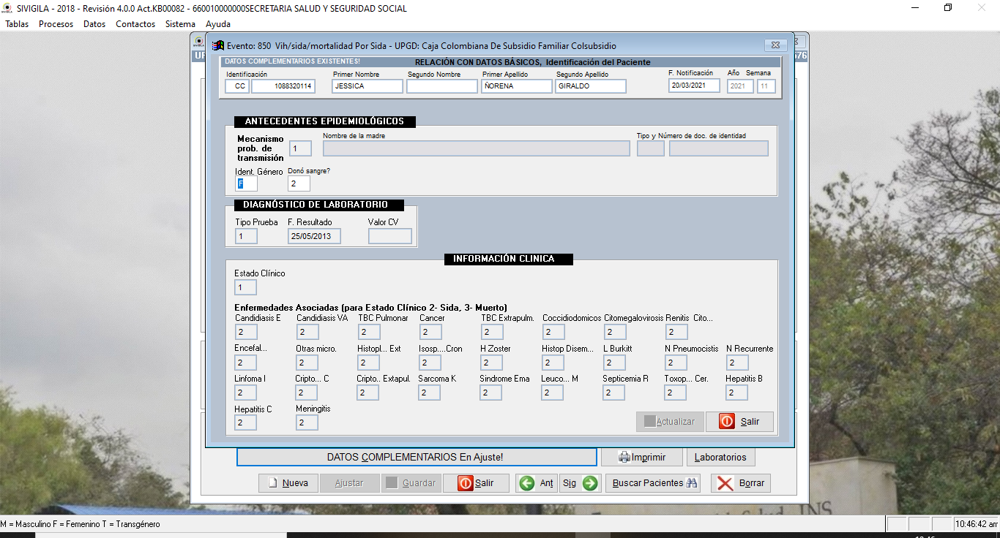 SIVIGILA - 2018 - Revisión 4.0.0 Act.KB00082 - 660010000000SECRETARIA SALUD Y SEGURIDAD SOCIAL
Tablas Procesos Datos Contactos Sistema Ayuda
Evento: 850 Vih/sida/mortalidad Por Sida - UPGD: Caja Colombiana De Subsidio Familiar Colsubsidio
DATOS COMPLEMENTARIOS EXISTENTES! RELACIÓN CON DATOS BÁSICOS, Identificación del Paciente
Identificación Primer Nombre Segundo Nombre Primer Apellido Segundo Apellido F. Notificación Año Semana
CC 1088320114 JESSICA ÑORENA GIRALDO 20/03/2021 2021 11
ANTECEDENTES EPIDEMIOLÓGICOS
Mecanismo prob. de transmisión 1 Nombre de la madre Tipo y Número de doc. de identidad
Ident. Género Donó sangre?
F 2
DIAGNÓSTICO DE LABORATORIO
Tipo Prueba F. Resultado Valor CV
1 25/05/2013
INFORMACIÓN CLINICA
Estado Clínico
1
Enfermedades Asociadas (para Estado Clínico 2- Sida, 3- Muerto)
Candidiasis E Candidiasis VA TBC Pulmonar Cancer TBC Extrapulm. Coccidiodomicos Citomegalovirosis Renitis Cito...
2 2 2 2 2 2 2 2
Encefal... Otras micro. Histopl... Ext Isosp....Cron H Zoster Histop Disem... L Burkitt N Pneumocistis N Recurrente
2 2 2 2 2 2 2 2 2
Linfoma I Cripto... C Cripto.. Extapul. Sarcoma K Sindrome Ema Leuco... M Septicemia R Toxop... Cer. Hepatitis B
2 2 2 2 2 2 2 2 2
Hepatitis C Meningitis
2 2
Actualizar Salir
DATOS COMPLEMENTARIOS En Ajuste! Imprimir Laboratorios
Nueva Ajustar Guardar Salir Ant Sig Buscar Pacientes Borrar
M = Masculino F = Femenino T = Transgénero 10:46:42 am